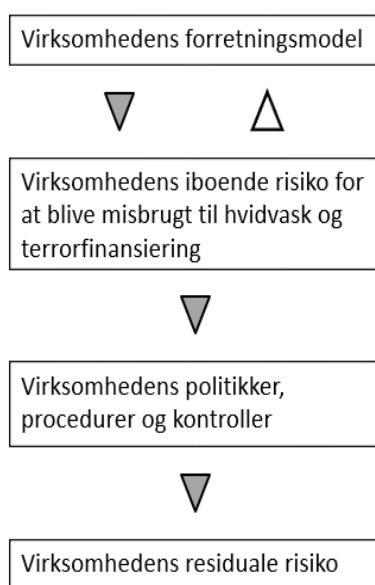 Virksomhedens forretningsmodel
Virksomhedens iboende risiko for
at blive misbrugt til hvidvask og
terrorfinansiering
Virksomhedens politikker,
procedurer og kontroller
Virksomhedens residuale risiko